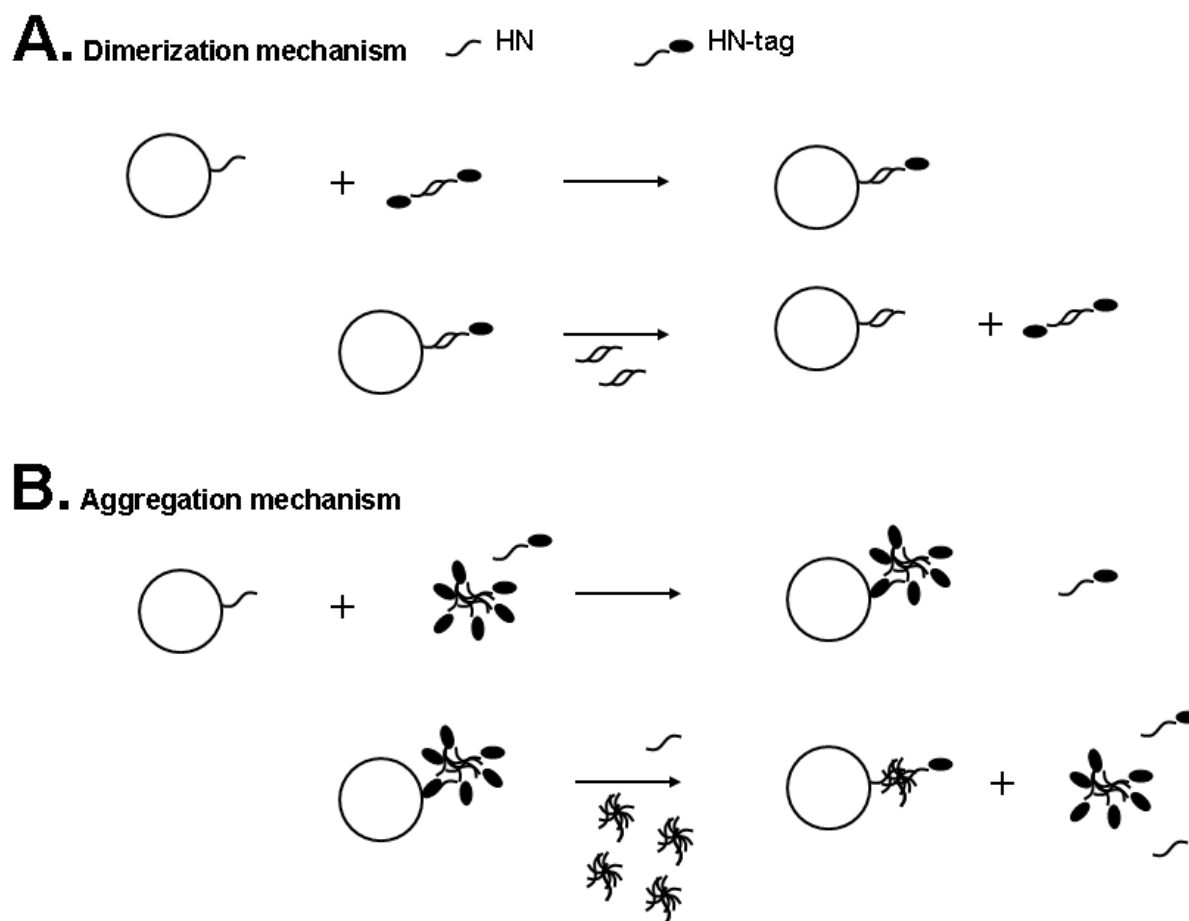 A. Dimerization mechanism HN HN-tag
+
+
B. Aggregation mechanism
+
+